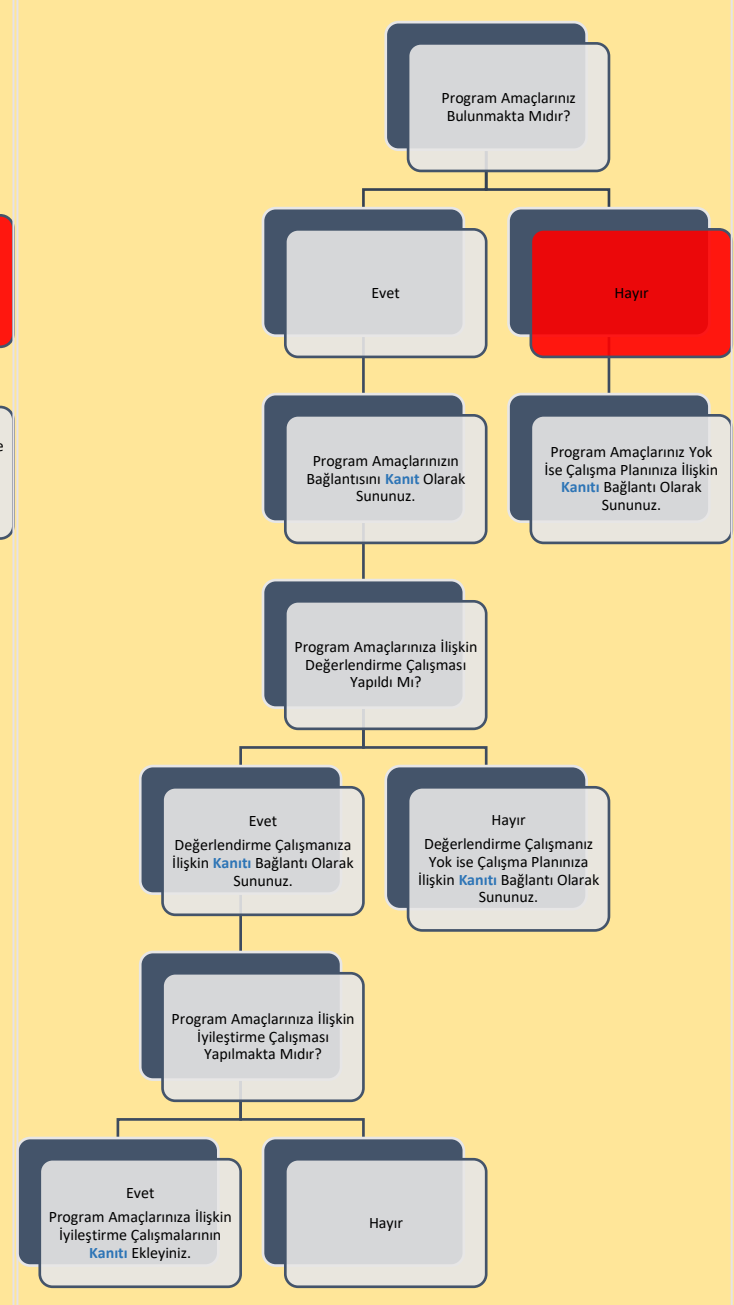 Program Amaçlarınız
Bulunmakta Mıdır?
Evet
Hayır
Program Amaçlarınızın
Bağlantısını Kanıt Olarak
Sununuz.
Program Amaçlarınız Yok
İse Çalışma Planınıza İlişkin
Kanıtı Bağlantı Olarak
Sununuz.
e
Program Amaçlarınıza İlişkin
Değerlendirme Çalışması
Yapıldı Mı?
Evet
Değerlendirme Çalışmanıza
İlişkin Kanıtı Bağlantı Olarak
Sununuz.
Hayır
Değerlendirme Çalışmanız
Yok ise Çalışma Planınıza
İlişkin Kanıtı Bağlantı Olarak
Sununuz.
Program Amaçlarınıza İlişkin
İyileştirme Çalışması
Yapılmakta Mıdır?
Evet
Program Amaçlarınıza İlişkin
İyileştirme Çalışmalarının
Kanıtı Ekleyiniz.
Hayır